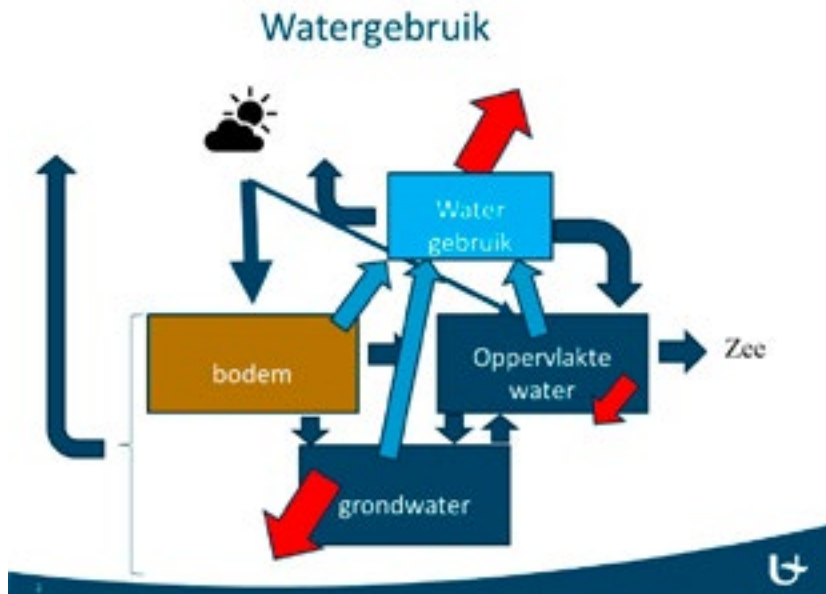 Watergebruik
Water
gebruik
bodem
Oppervlakte
water
Zee
grondwater